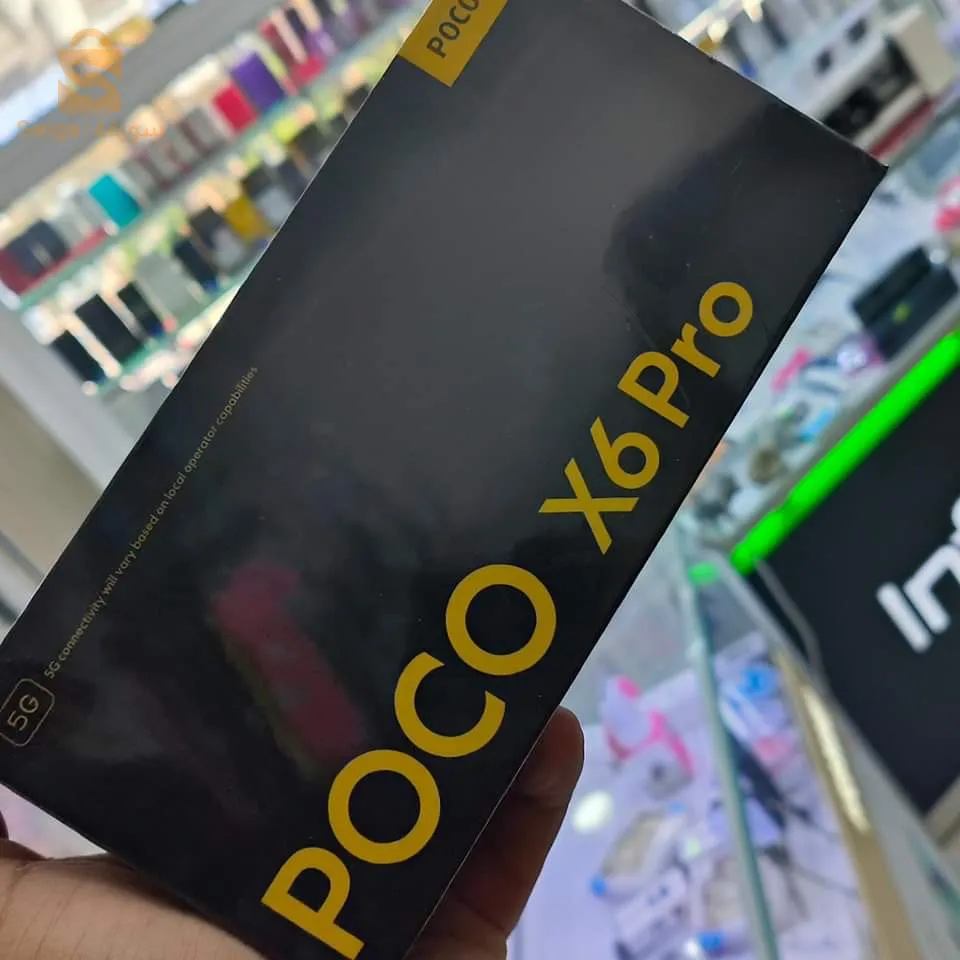 POCO
POCO X6 Pro
5G
5G connectivity will vary based on local operator capabilities